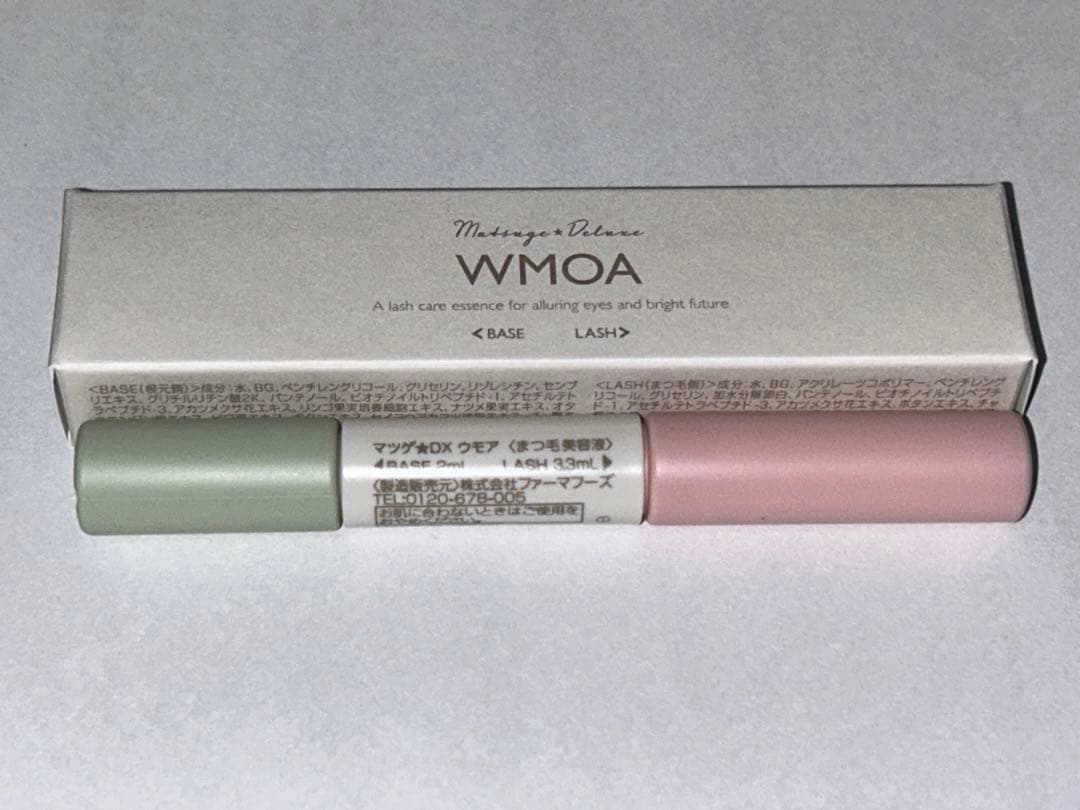 Matsuge★Deluxe
WMOA
A lash care essence for alluring eyes and bright future
<BASE LASH>
<BASE(根元側)>成分:水、BG、ペンチレングリコール、グリセリン、リゾレシチン、センブ
リエキス、グリチルリチン酸2K、パンテノール、ビオチノイルトリペプチド-1、アセチルテト
ラペプチド-3、アカツメクサ花エキス、リンゴ果実培養細胞エキス、ナツメ果実エキス、オタ
<LASH(まつ毛側)>成分:水、BG、アクリレーツコポリマー、ペンチレング
リコール、グリセリン、加水分解卵白、パンテノール、ビオチノイルトリペプチ
ド-1、アセチルテトラペプチド-3、アカツメクサ花エキス、ボタンエキス、チャ
マツゲ★DX ウモア〈まつ毛美容液〉
◀BASE 2mL LASH 3.3mL▶
〈製造販売元〉株式会社ファーマフーズ
TEL:0120-678-005
お肌に合わないときはご使用を
おやめください。